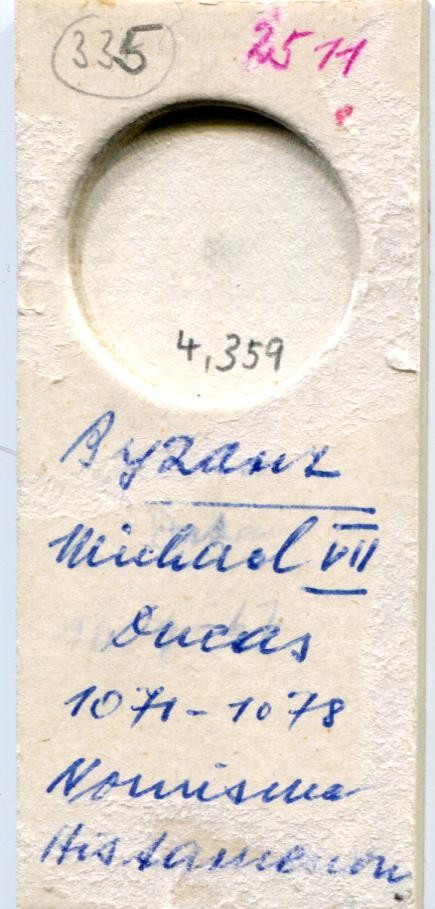 335 2511
4,359
Byzanz
Michael VII
Ducas
1071-1078
Nomisma
Histamenon